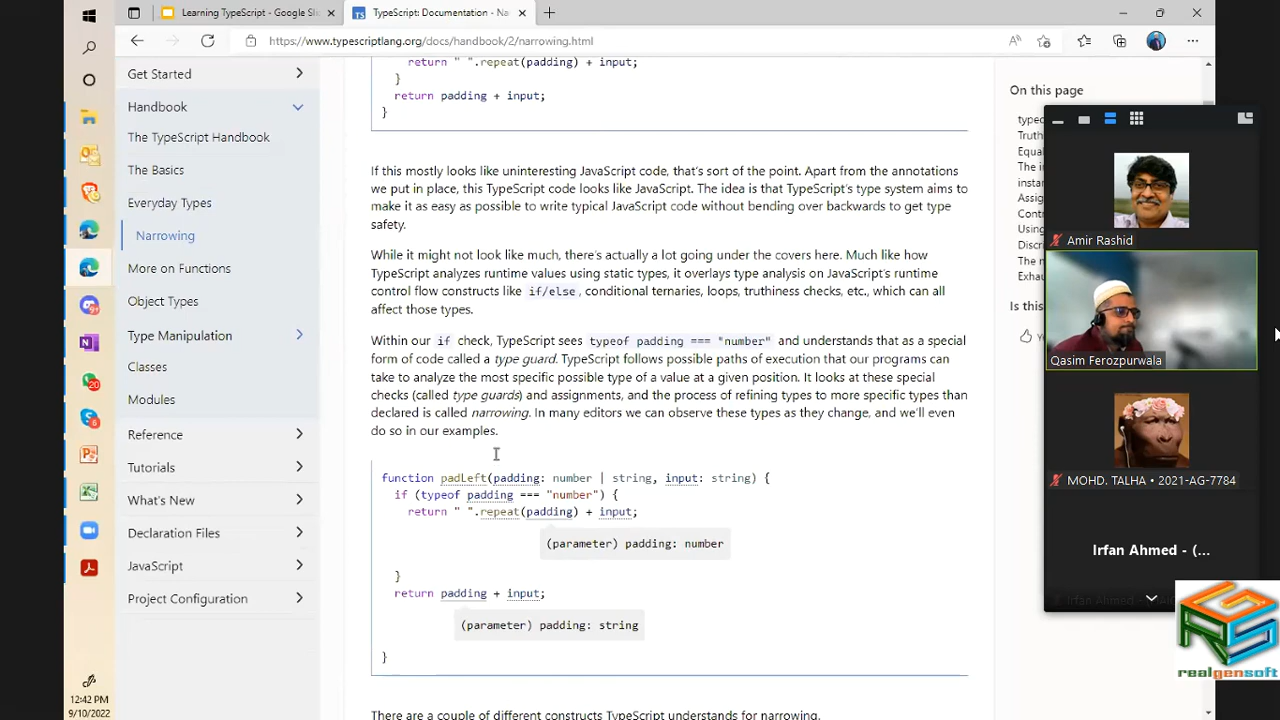 Learning TypeScript - Google Sli
TypeScript: Documentation - Na
https://www.typescriptlang.org/docs/handbook/2/narrowing.html
Get Started
Handbook
The TypeScript Handbook
The Basics
Everyday Types
Narrowing
More on Functions
Object Types
Type Manipulation
Classes
Modules
Reference
Tutorials
What's New
Declaration Files
JavaScript
Project Configuration
return " ".repeat(padding) + input;
}
return padding + input;
}
If this mostly looks like uninteresting JavaScript code, that's sort of the point. Apart from the annotations
we put in place, this TypeScript code looks like JavaScript. The idea is that TypeScript's type system aims to
make it as easy as possible to write typical JavaScript code without bending over backwards to get type
safety.
While it might not look like much, there's actually a lot going under the covers here. Much like how
TypeScript analyzes runtime values using static types, it overlays type analysis on JavaScript's runtime
control flow constructs like if/else, conditional ternaries, loops, truthiness checks, etc., which can all
affect those types.
Within our if check, TypeScript sees typeof padding === "number" and understands that as a special
form of code called a type guard. TypeScript follows possible paths of execution that our programs can
take to analyze the most specific possible type of a value at a given position. It looks at these special
checks (called type guards) and assignments, and the process of refining types to more specific types than
declared is called narrowing. In many editors we can observe these types as they change, and we'll even
do so in our examples.
function padLeft(padding: number | string, input: string) {
if (typeof padding === "number") {
return " ".repeat(padding) + input;
(parameter) padding: number
}
return padding + input;
(parameter) padding: string
}
There are a couple of different constructs TypeScript understands for narrowing.
On this page
typeo
Truth
Equal
The i
instan
Assig
Contr
Using
Discri
The n
Exhau
Is this
Amir Rashid
Qasim Ferozpurwala
MOHD. TALHA • 2021-AG-7784
Irfan Ahmed - (...
realgensoft
12:42 PM
9/10/2022